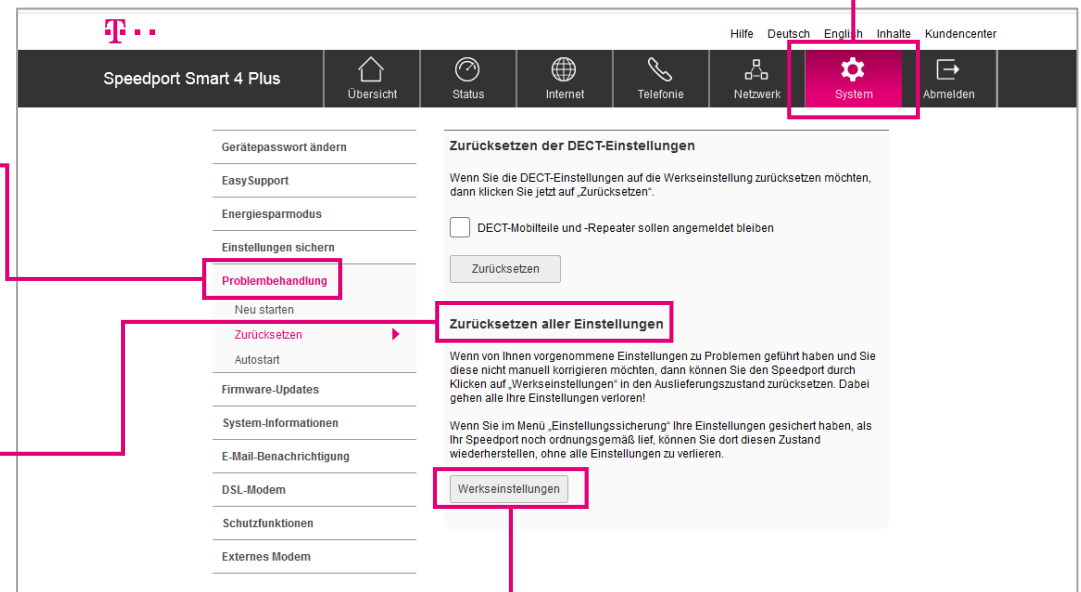 T
Hilfe Deutsch English Inhalte Kundencenter
Speedport Smart 4 Plus
Übersicht
Status
Internet
Telefonie
Netzwerk
System
Abmelden
Gerätepasswort ändern
EasySupport
Energiesparmodus
Einstellungen sichern
Problembehandlung
Neu starten
Zurücksetzen
Autostart
Firmware-Updates
System-Informationen
E-Mail-Benachrichtigung
DSL-Modem
Schutzfunktionen
Externes Modem
Zurücksetzen der DECT-Einstellungen
Wenn Sie die DECT-Einstellungen auf die Werkseinstellung zurücksetzen möchten,
dann klicken Sie jetzt auf „Zurücksetzen“.
DECT-Mobilteile und -Repeater sollen angemeldet bleiben
Zurücksetzen
Zurücksetzen aller Einstellungen
Wenn von Ihnen vorgenommene Einstellungen zu Problemen geführt haben und Sie
diese nicht manuell korrigieren möchten, dann können Sie den Speedport durch
Klicken auf „Werkseinstellungen“ in den Auslieferungszustand zurücksetzen. Dabei
gehen alle Ihre Einstellungen verloren!
Wenn Sie im Menü „Einstellungssicherung“ Ihre Einstellungen gesichert haben, als
Ihr Speedport noch ordnungsgemäß lief, können Sie dort diesen Zustand
wiederherstellen, ohne alle Einstellungen zu verlieren.
Werkseinstellungen